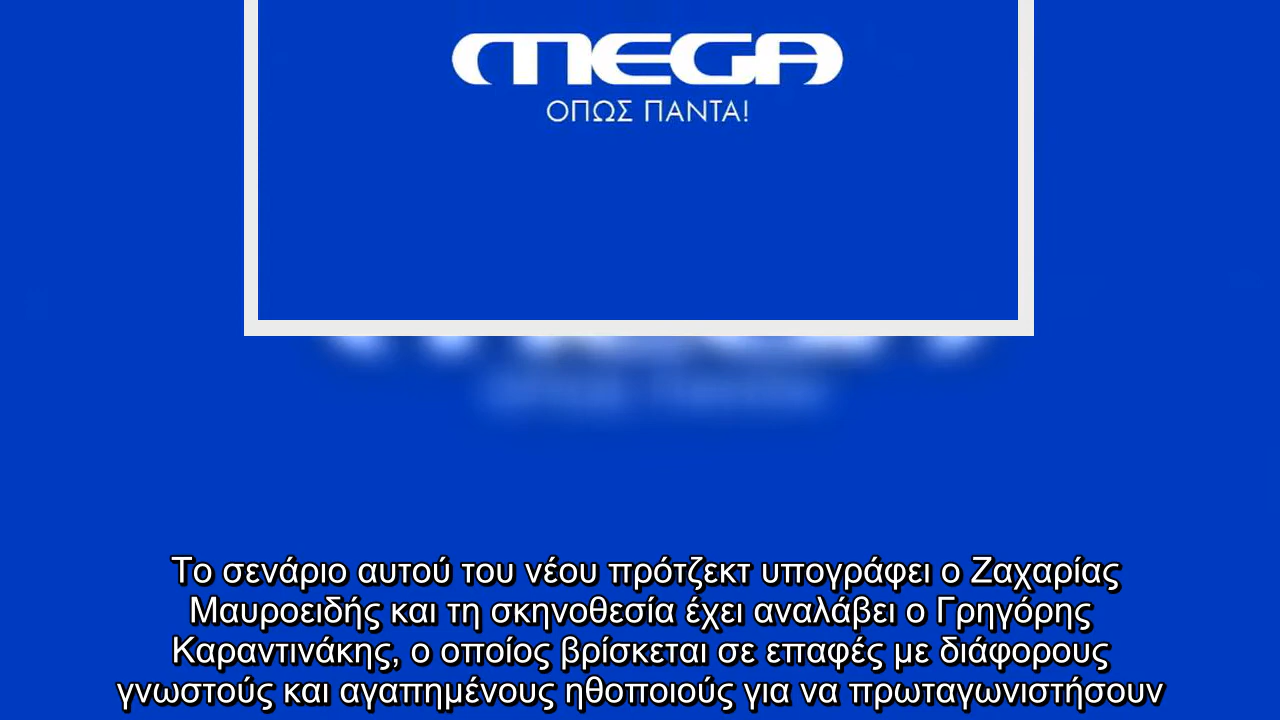 MEGA
ΟΠΩΣ ΠΑΝΤΑ!
Το σενάριο αυτού του νέου πρότζεκτ υπογράφει ο Ζαχαρίας
Μαυροειδής και τη σκηνοθεσία έχει αναλάβει ο Γρηγόρης
Καραντινάκης, ο οποίος βρίσκεται σε επαφές με διάφορους
γνωστούς και αγαπημένους ηθοποιούς για να πρωταγωνιστήσουν